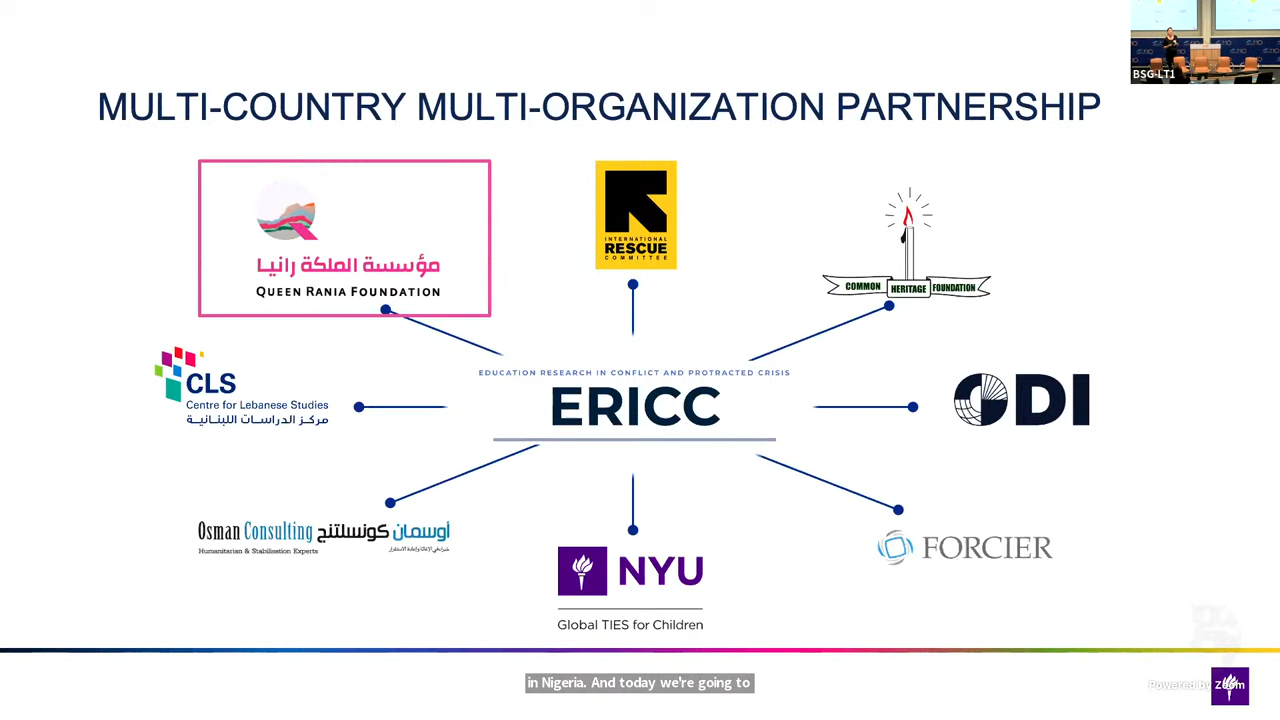 BSG-LT1
MULTI-COUNTRY MULTI-ORGANIZATION PARTNERSHIP
مؤسسة الملكة رانيا
QUEEN RANIA FOUNDATION
INTERNATIONAL
RESCUE
COMMITTEE
COMMON HERITAGE FOUNDATION
CLS
Centre for Lebanese Studies
مركز الدراسات اللبنانية
EDUCATION RESEARCH IN CONFLICT AND PROTRACTED CRISIS
ERICC
ODI
Osman Consulting أوسمان كونسلتنج
Humanitarian & Stabilisation Experts
NYU
Global TIES for Children
FORCIER
in Nigeria. And today we're going to
Powered by Zoom